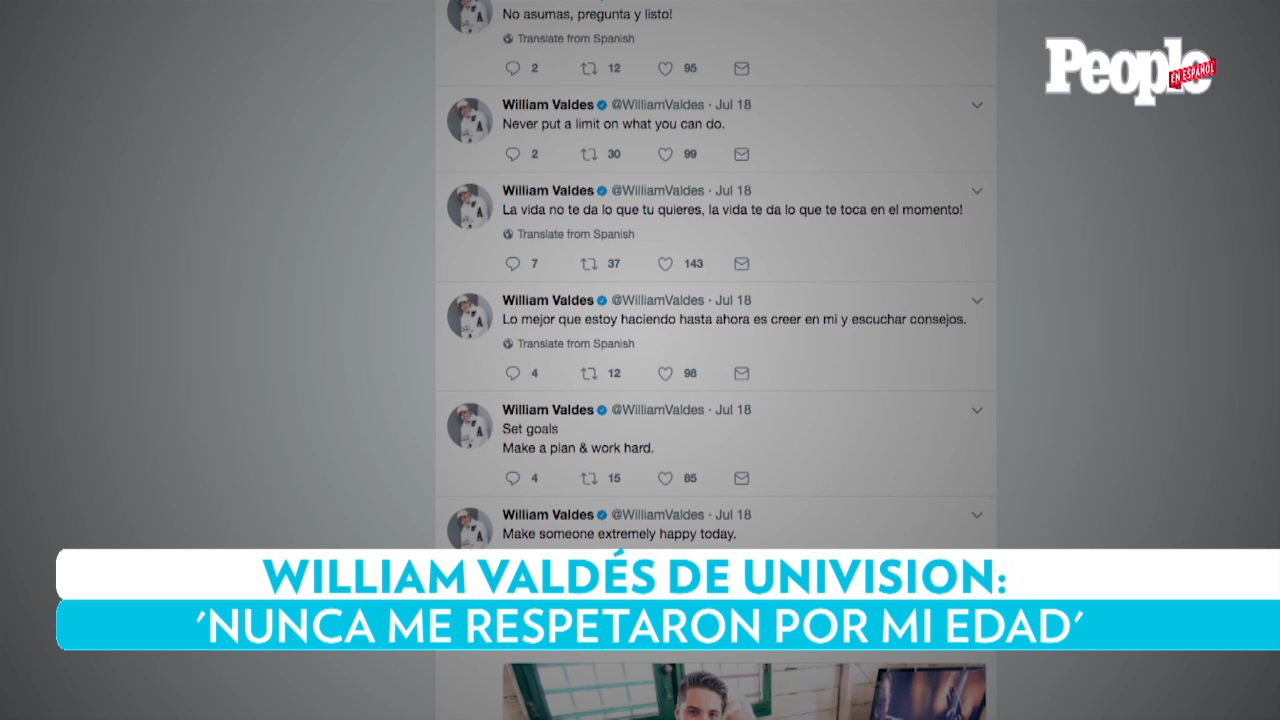 No asumas, pregunta y listo!
Translate from Spanish
2 12 95
People
EN ESPAÑOL
William Valdes @WilliamValdes · Jul 18
Never put a limit on what you can do.
2 30 99
William Valdes @WilliamValdes · Jul 18
La vida no te da lo que tu quieres, la vida te da lo que te toca en el momento!
Translate from Spanish
7 37 143
William Valdes @WilliamValdes · Jul 18
Lo mejor que estoy haciendo hasta ahora es creer en mi y escuchar consejos.
Translate from Spanish
4 12 98
William Valdes @WilliamValdes · Jul 18
Set goals
Make a plan & work hard.
4 15 85
William Valdes @WilliamValdes · Jul 18
Make someone extremely happy today.
WILLIAM VALDÉS DE UNIVISION:
'NUNCA ME RESPETARON POR MI EDAD'